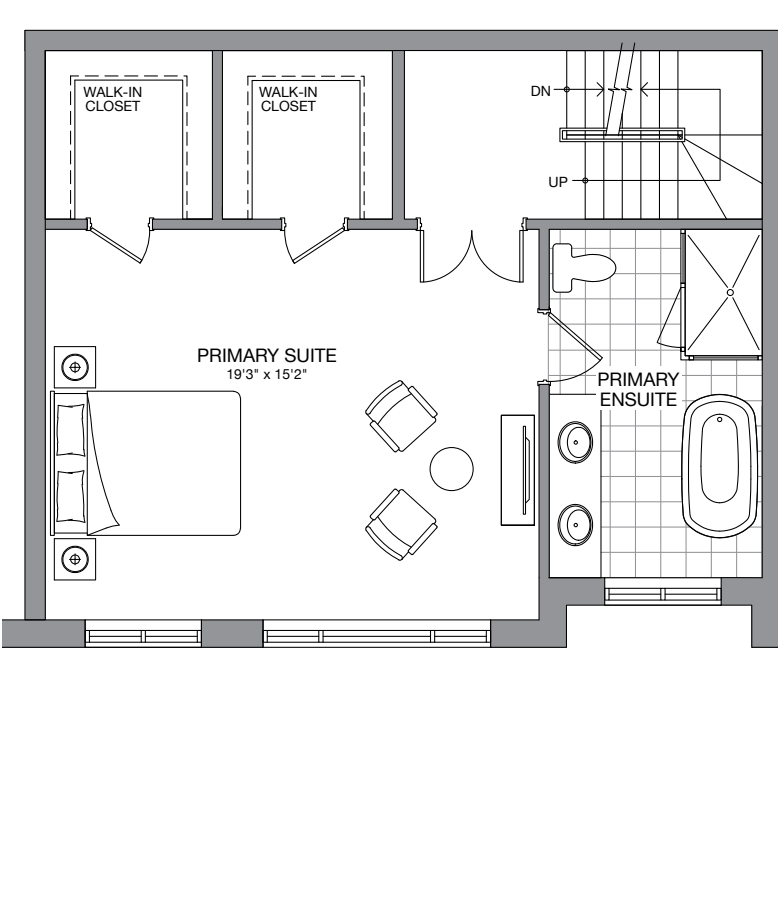 WALK-IN
CLOSET
WALK-IN
CLOSET
DN
UP
PRIMARY SUITE
19'3" x 15'2"
PRIMARY
ENSUITE